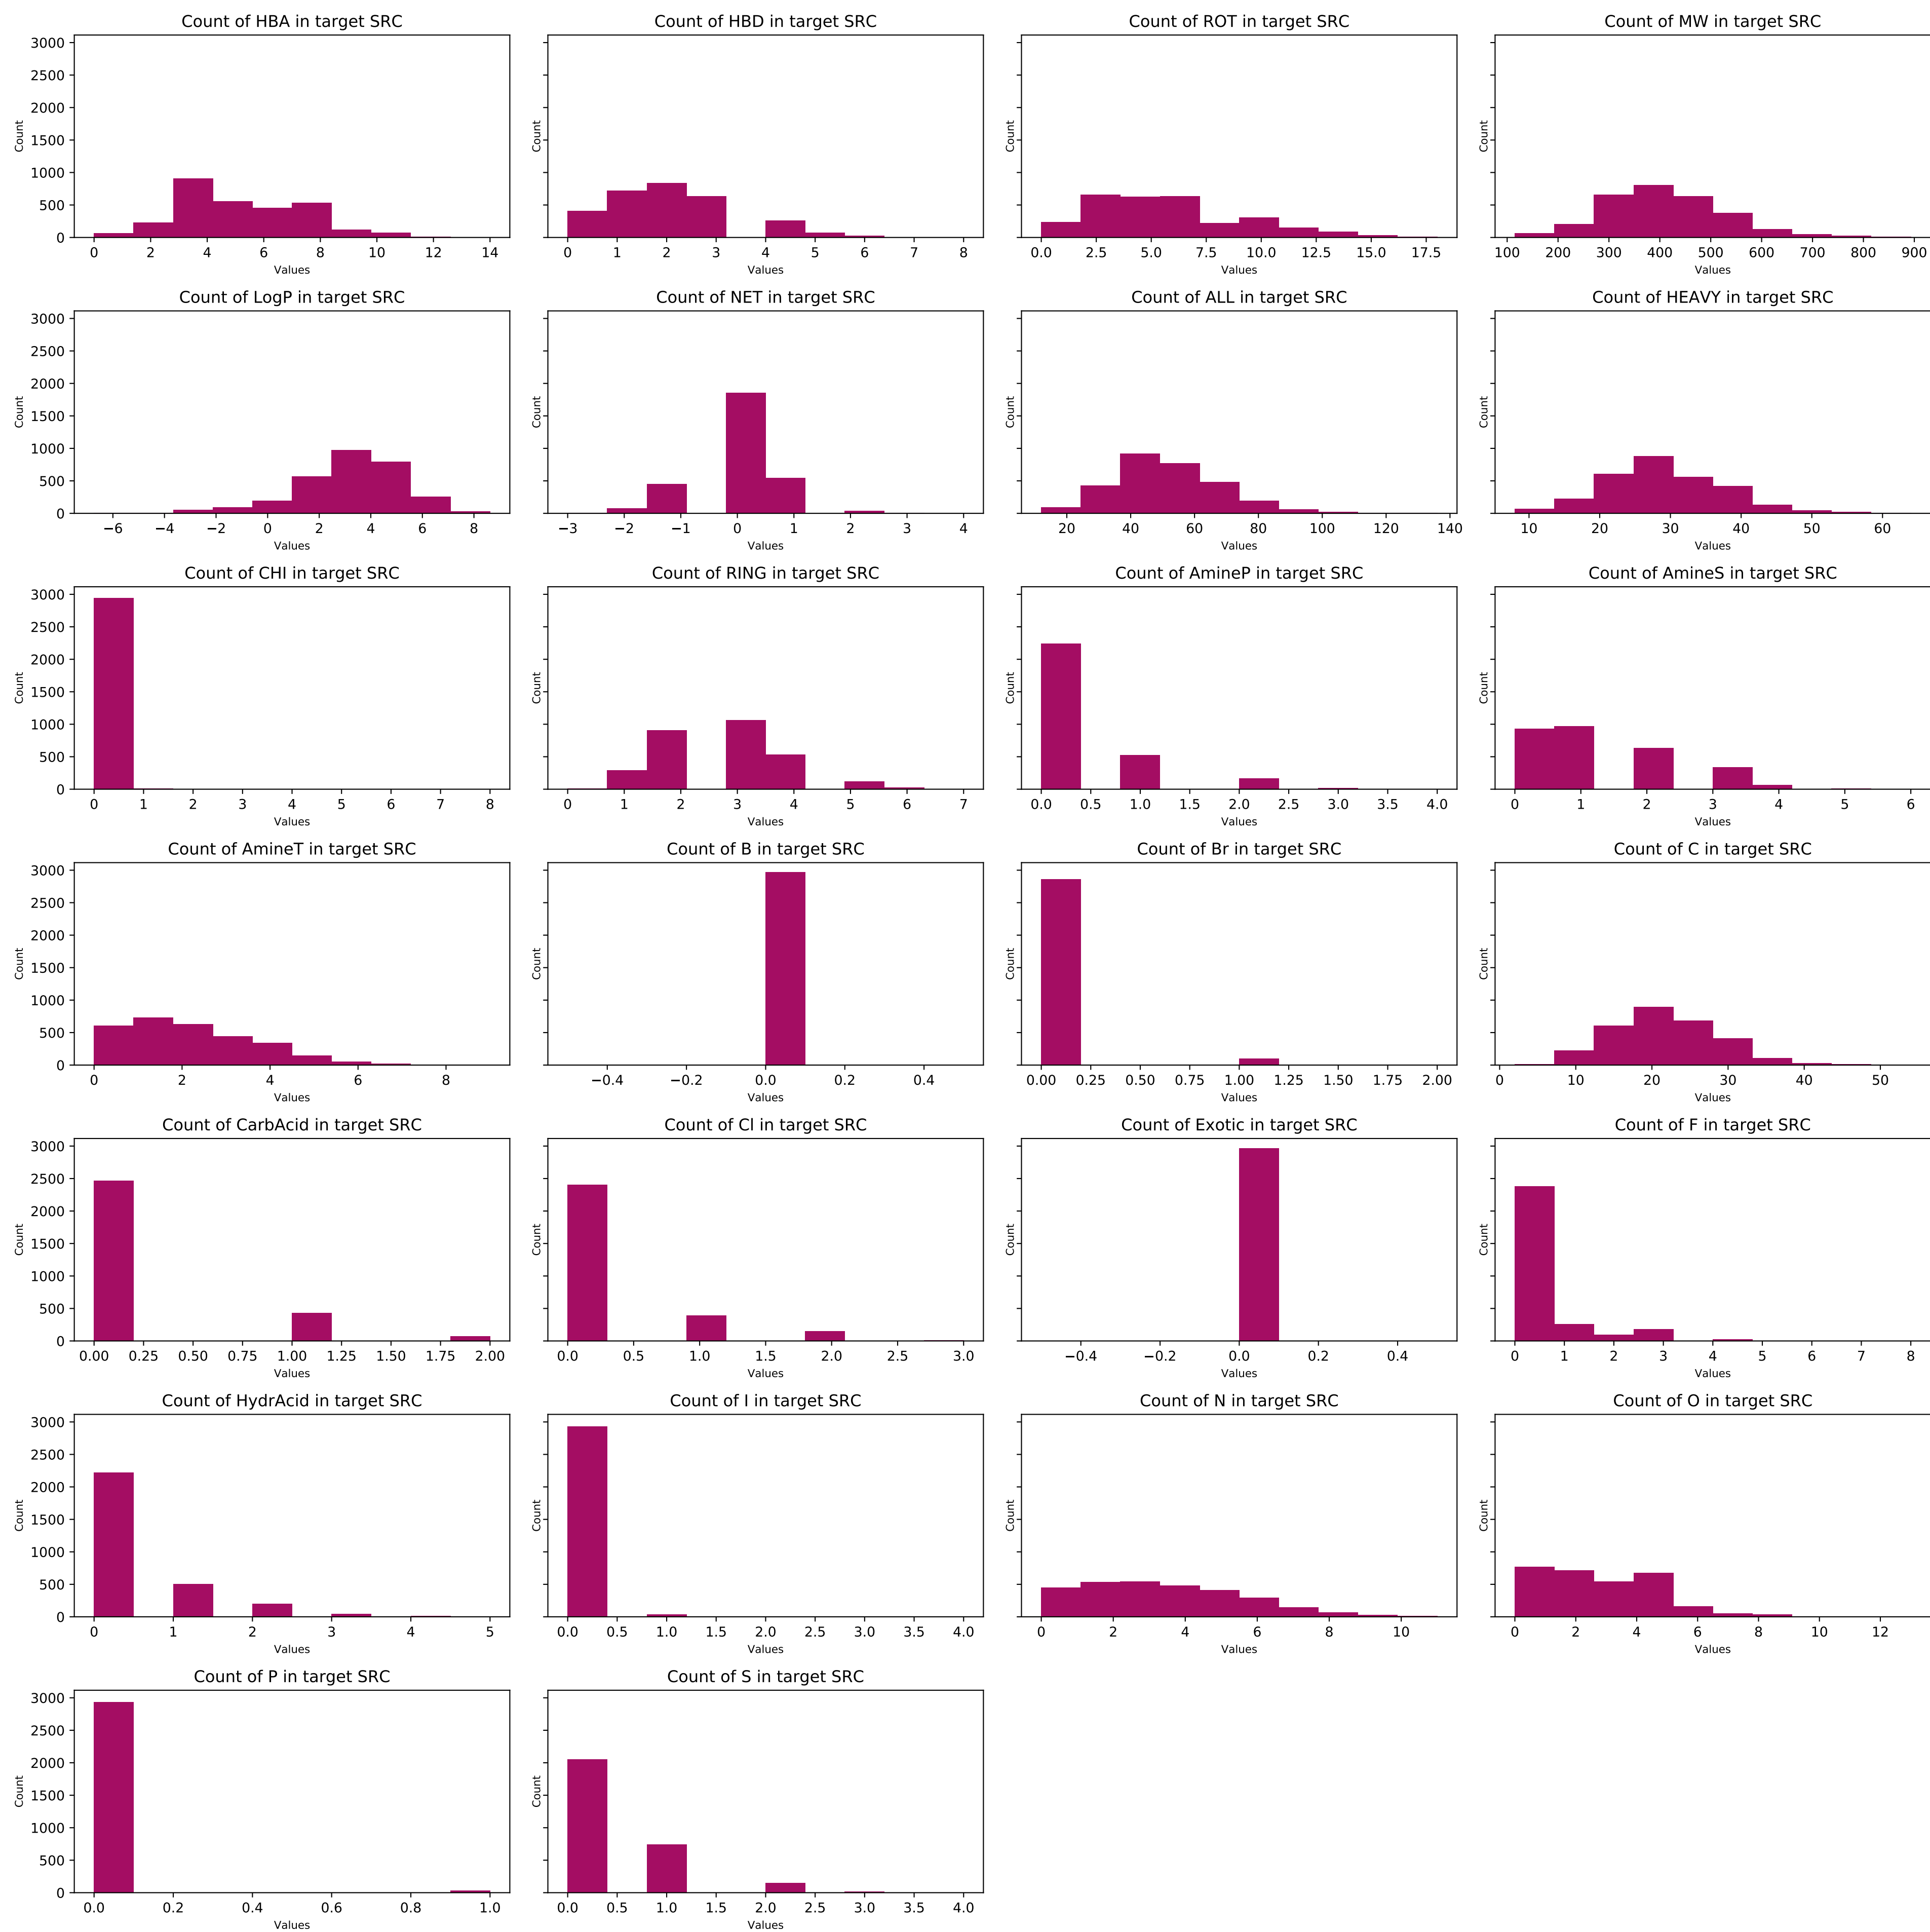 Count of HBA in target SRC
Count of HBD in target SRC
Count of ROT in target SRC
Count of MW in target SRC
3000
2500
2000
1500
1000
500
0
Count
Count
Count
Count
0 2 4 6 8 10 12 14
0 1 2 3 4 5 6 7 8
0.0 2.5 5.0 7.5 10.0 12.5 15.0 17.5
100 200 300 400 500 600 700 800 900
Values
Values
Values
Values
Count of LogP in target SRC
Count of NET in target SRC
Count of ALL in target SRC
Count of HEAVY in target SRC
3000
2500
2000
1500
1000
500
0
Count
Count
Count
Count
−6 −4 −2 0 2 4 6 8
−3 −2 −1 0 1 2 3 4
20 40 60 80 100 120 140
10 20 30 40 50 60
Values
Values
Values
Values
Count of CHI in target SRC
Count of RING in target SRC
Count of AmineP in target SRC
Count of AmineS in target SRC
3000
2500
2000
1500
1000
500
0
Count
Count
Count
Count
0 1 2 3 4 5 6 7 8
0 1 2 3 4 5 6 7
0.0 0.5 1.0 1.5 2.0 2.5 3.0 3.5 4.0
0 1 2 3 4 5 6
Values
Values
Values
Values
Count of AmineT in target SRC
Count of B in target SRC
Count of Br in target SRC
Count of C in target SRC
3000
2500
2000
1500
1000
500
0
Count
Count
Count
Count
0 2 4 6 8
−0.4 −0.2 0.0 0.2 0.4
0.00 0.25 0.50 0.75 1.00 1.25 1.50 1.75 2.00
0 10 20 30 40 50
Values
Values
Values
Values
Count of CarbAcid in target SRC
Count of Cl in target SRC
Count of Exotic in target SRC
Count of F in target SRC
3000
2500
2000
1500
1000
500
0
Count
Count
Count
Count
0.00 0.25 0.50 0.75 1.00 1.25 1.50 1.75 2.00
0.0 0.5 1.0 1.5 2.0 2.5 3.0
−0.4 −0.2 0.0 0.2 0.4
0 1 2 3 4 5 6 7 8
Values
Values
Values
Values
Count of HydrAcid in target SRC
Count of I in target SRC
Count of N in target SRC
Count of O in target SRC
3000
2500
2000
1500
1000
500
0
Count
Count
Count
Count
0 1 2 3 4 5
0.0 0.5 1.0 1.5 2.0 2.5 3.0 3.5 4.0
0 2 4 6 8 10
0 2 4 6 8 10 12
Values
Values
Values
Values
Count of P in target SRC
Count of S in target SRC
3000
2500
2000
1500
1000
500
0
Count
Count
0.0 0.2 0.4 0.6 0.8 1.0
0.0 0.5 1.0 1.5 2.0 2.5 3.0 3.5 4.0
Values
Values